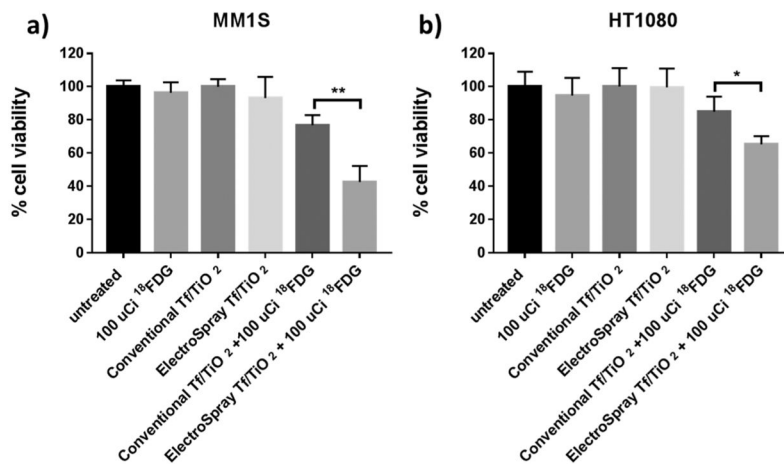 a)
MM1S
% cell viability
120
100
80
60
40
20
0
**
untreated
100 uCi ¹⁸FDG
Conventional Tf/TiO ₂
ElectroSpray Tf/TiO ₂
Conventional Tf/TiO ₂ +100 uCi ¹⁸FDG
ElectroSpray Tf/TiO ₂ + 100 uCi ¹⁸FDG
b)
HT1080
% cell viability
120
100
80
60
40
20
0
*
untreated
100 uCi ¹⁸FDG
Conventional Tf/TiO ₂
ElectroSpray Tf/TiO ₂
Conventional Tf/TiO ₂ +100 uCi ¹⁸FDG
ElectroSpray Tf/TiO ₂ + 100 uCi ¹⁸FDG